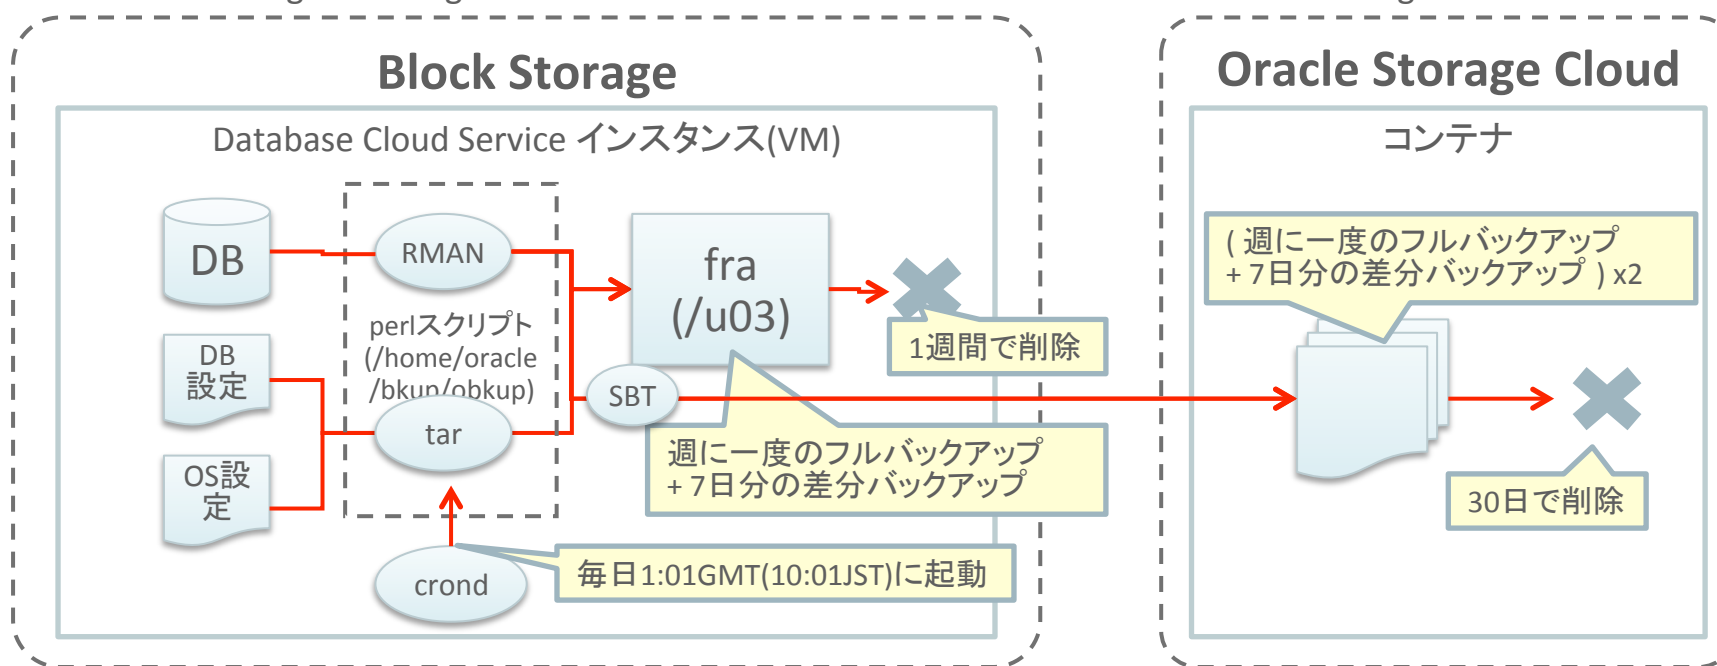 Block Storage
Oracle Storage Cloud
Database Cloud Service インスタンス(VM)
コンテナ
DB
RMAN
fra
(/u03)
( 週に一度のフルバックアップ
+ 7日分の差分バックアップ ) x2
perlスクリプト
(/home/oracle
/bkup/obkup)
1週間で削除
DB
設定
SBT
tar
週に一度のフルバックアップ
+ 7日分の差分バックアップ
OS設
定
30日で削除
crond
毎日1:01GMT(10:01JST)に起動